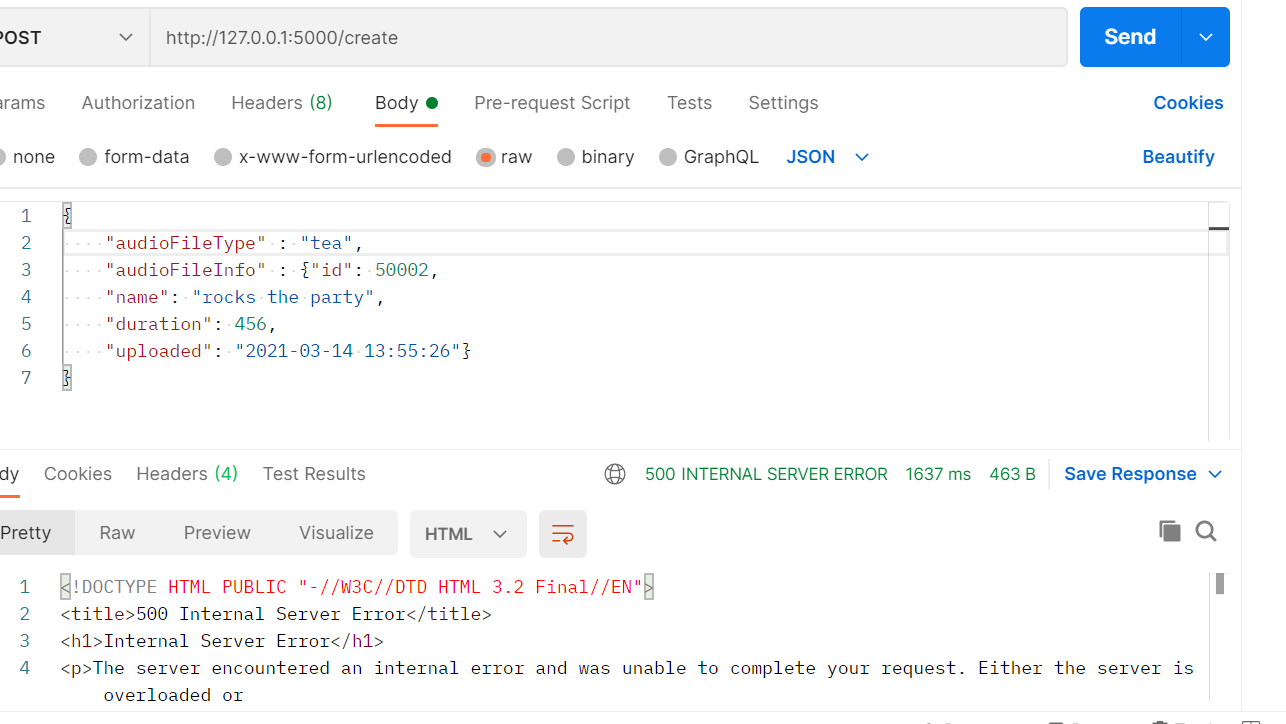 POST http://127.0.0.1:5000/create Send
arams Authorization Headers (8) Body Pre-request Script Tests Settings Cookies
none form-data x-www-form-urlencoded raw binary GraphQL JSON Beautify
1 {
2 "audioFileType" : "tea",
3 "audioFileInfo" : {"id": 50002,
4 "name": "rocks the party",
5 "duration": 456,
6 "uploaded": "2021-03-14 13:55:26"}
7 }
dy Cookies Headers (4) Test Results 500 INTERNAL SERVER ERROR 1637 ms 463 B Save Response
Pretty Raw Preview Visualize HTML
1 <!DOCTYPE HTML PUBLIC "-//W3C//DTD HTML 3.2 Final//EN">
2 <title>500 Internal Server Error</title>
3 <h1>Internal Server Error</h1>
4 <p>The server encountered an internal error and was unable to complete your request. Either the server is
overloaded or